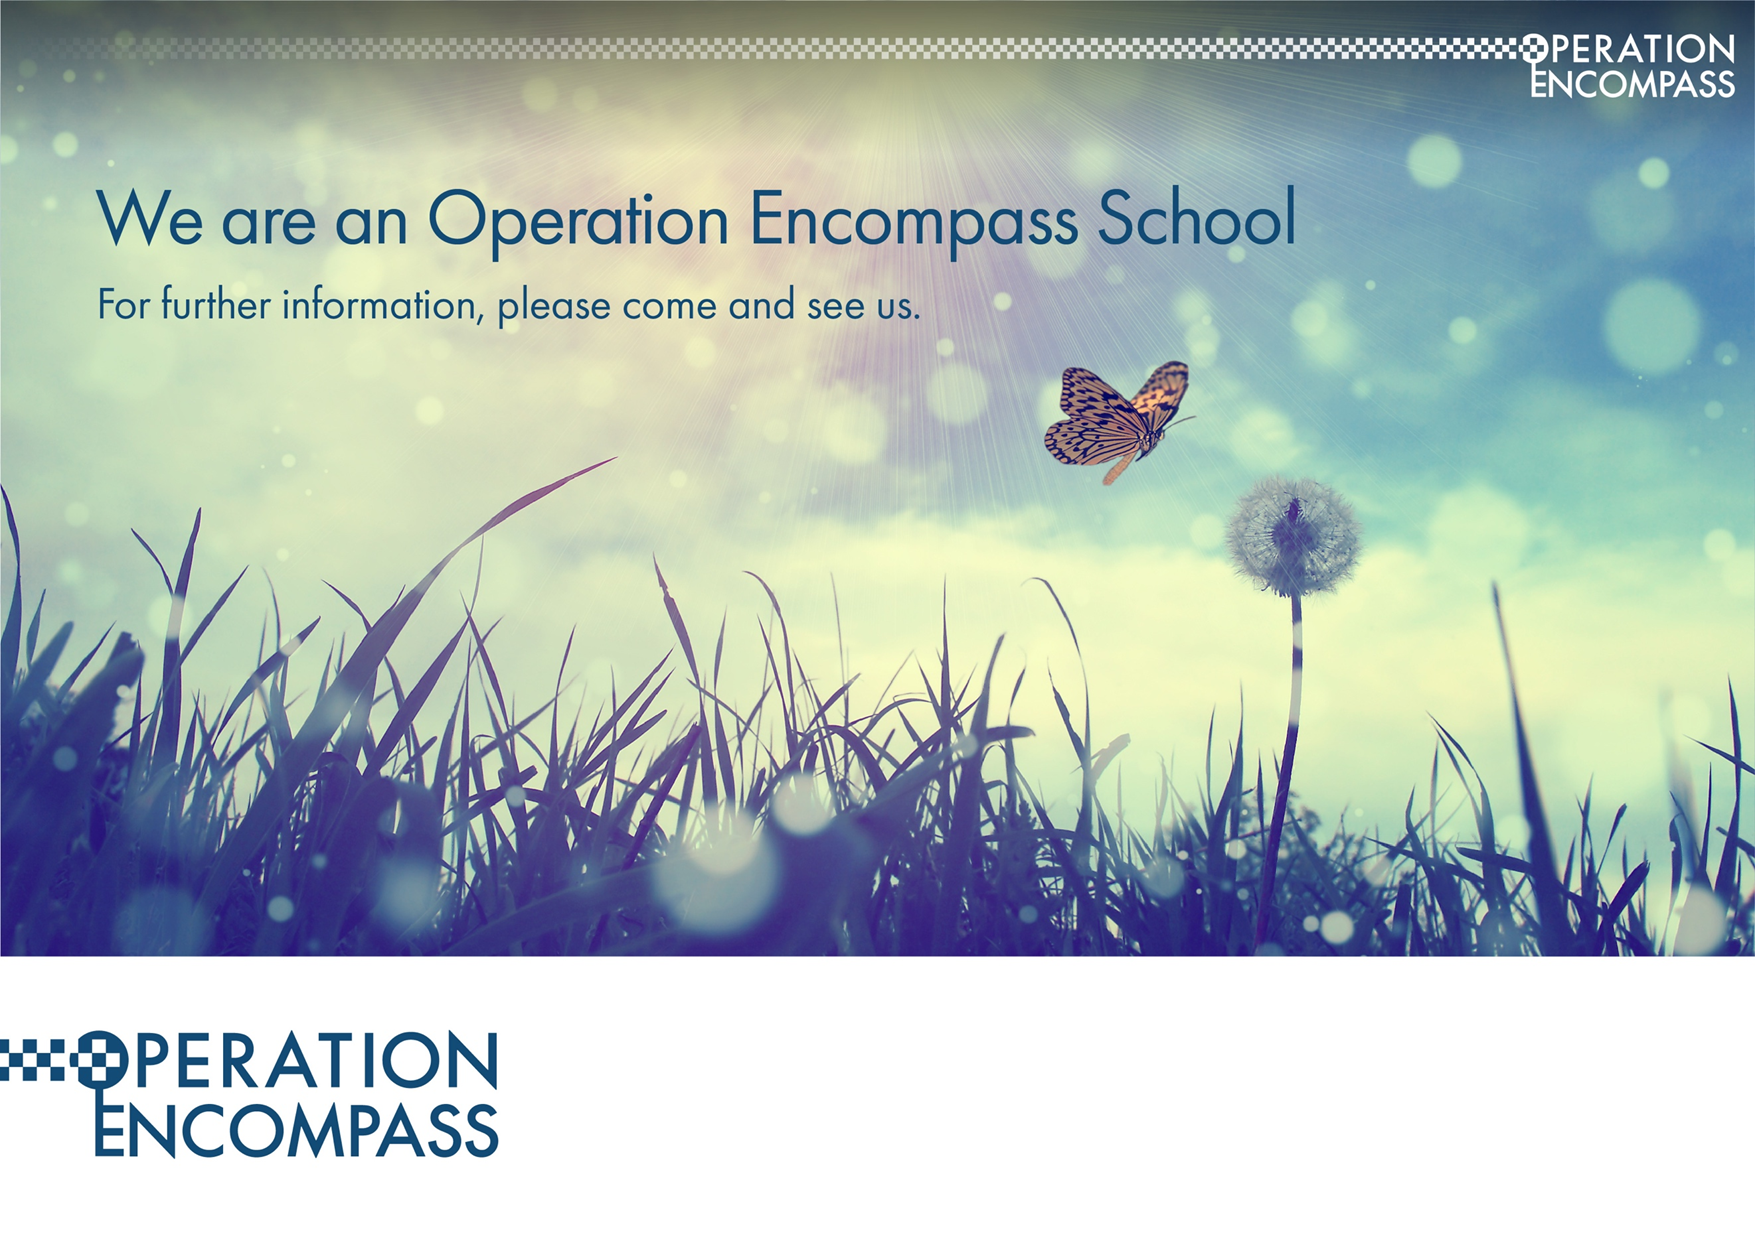 OPERATION
ENCOMPASS
We are an Operation Encompass School
For further information, please come and see us.
OPERATION
ENCOMPASS